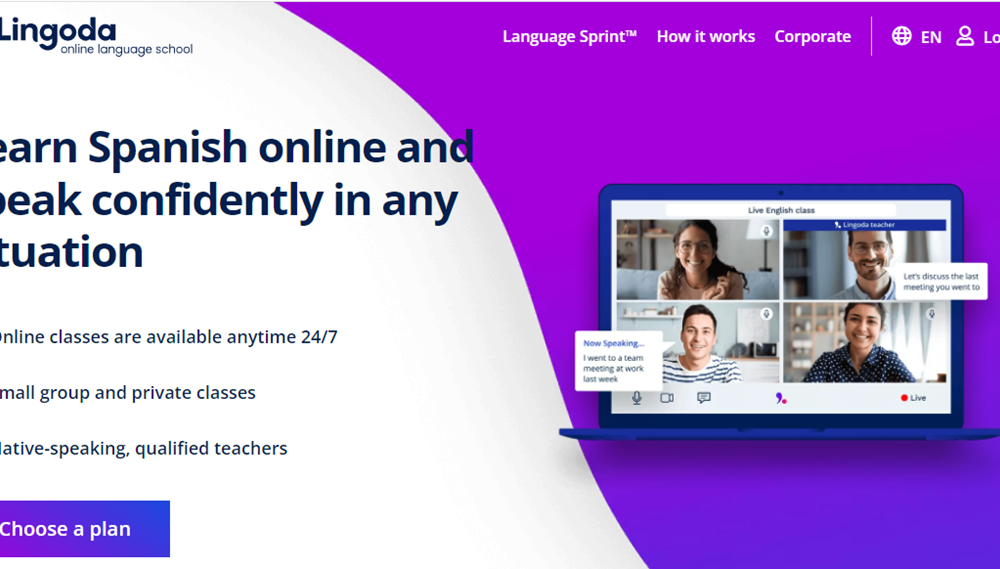 Lingoda
online language school
Language Sprint™ How it works Corporate EN Lo
earn Spanish online and
peak confidently in any
tuation
Online classes are available anytime 24/7
mall group and private classes
Native-speaking, qualified teachers
Choose a plan
Live English class
Lingoda teacher
Let's discuss the last
meeting you went to
Now Speaking...
I went to a team
meeting at work
last week
Live